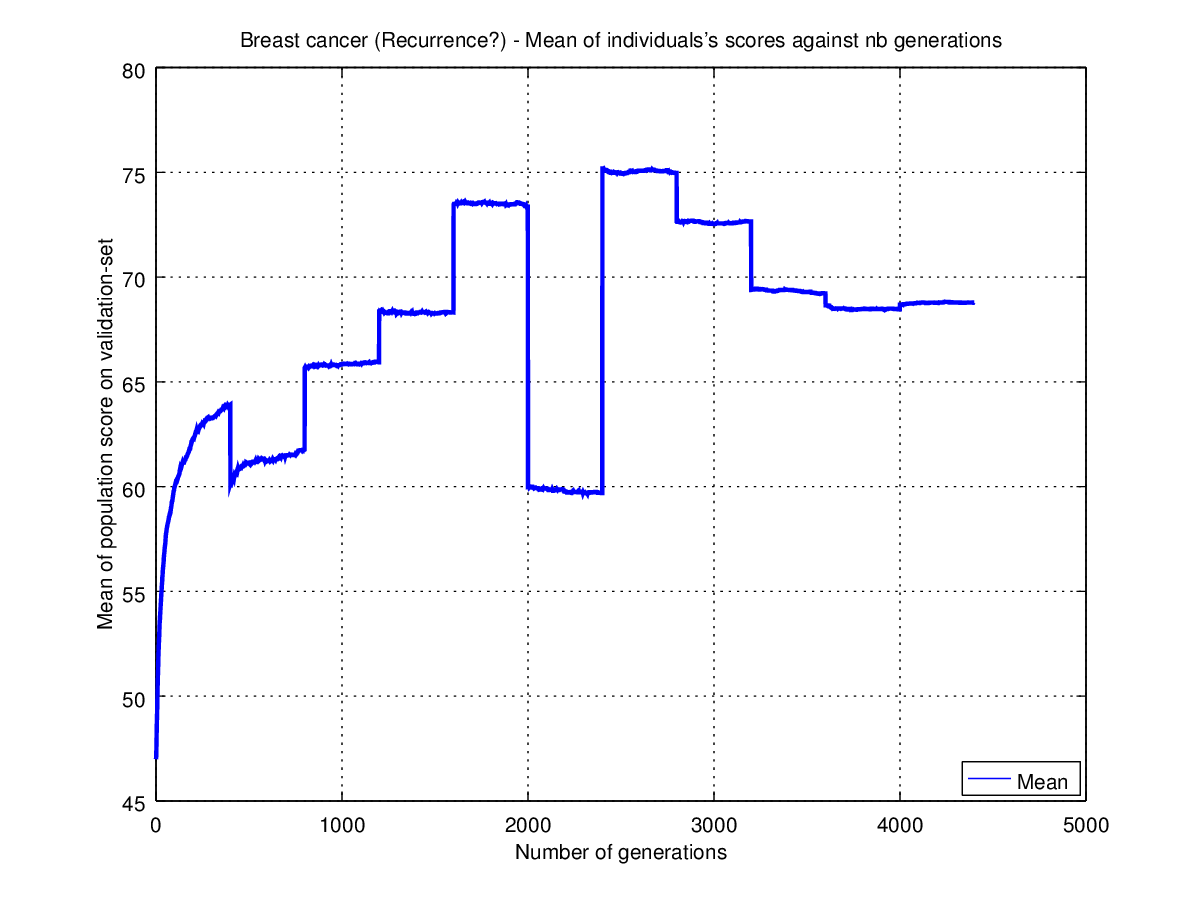 Breast cancer (Recurrence?) - Mean of individuals's scores against nb generations
80
75
70
65
60
55
50
45
Mean of population score on validation-set
0 1000 2000 3000 4000 5000
Number of generations
Mean